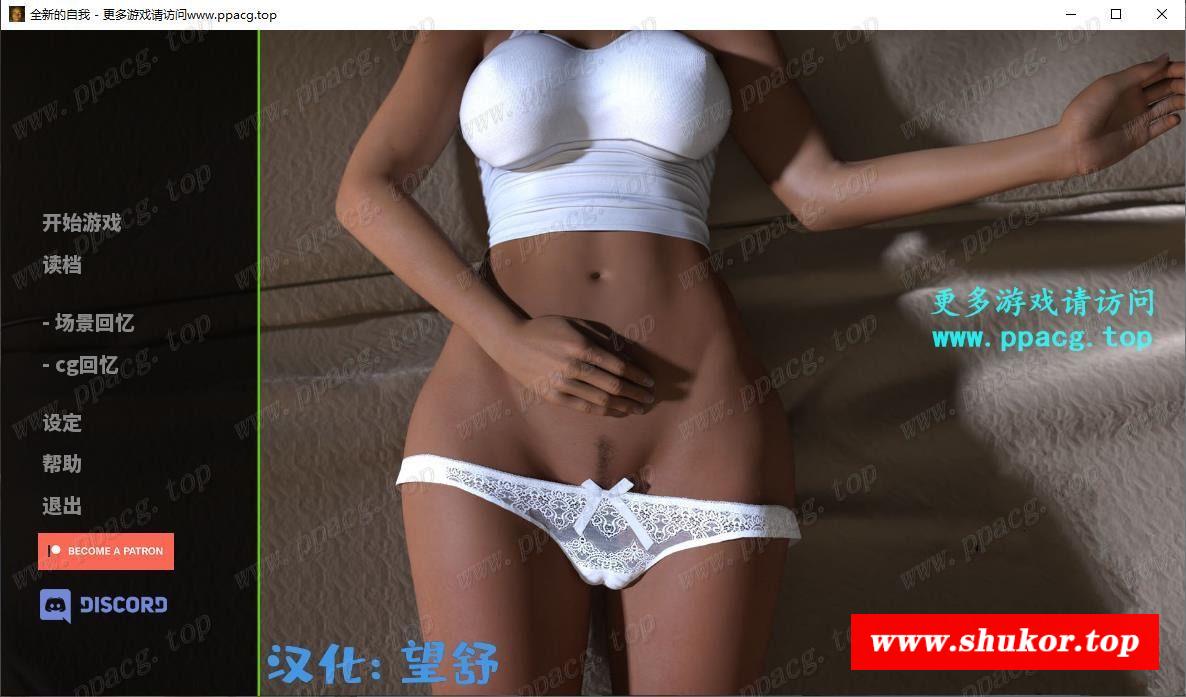 全新的自我 - 更多游戏请访问www.ppacg.top
开始游戏
读档
- 场景回忆
- cg回忆
设定
帮助
退出
BECOME A PATRON
DISCORD
更多游戏请访问
www.ppacg.top
www.shukor.top
汉化: 望舒
www.ppacg.top